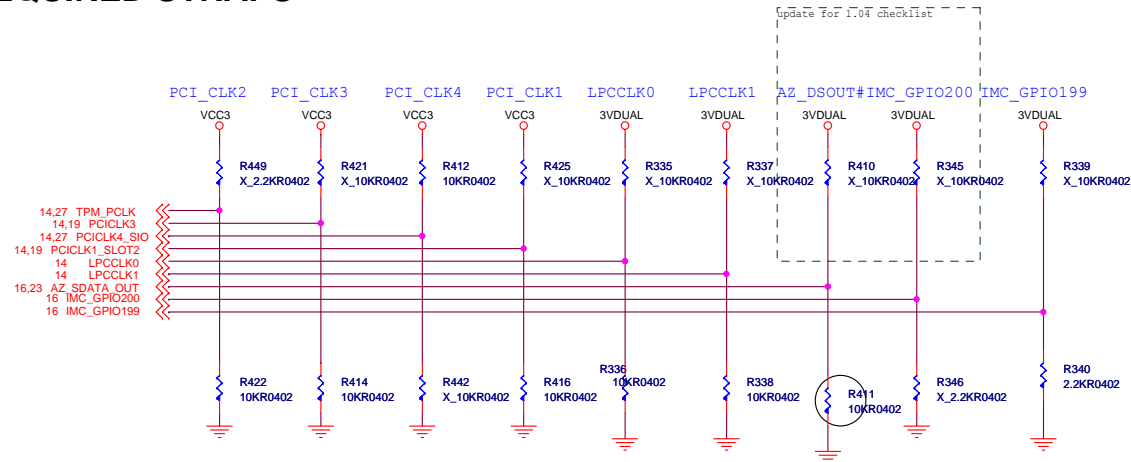 update for 1.04 checklist
PCI_CLK2 PCI_CLK3 PCI_CLK4 PCI_CLK1 LPCCLK0 LPCCLK1 AZ_DSOUT# IMC_GPIO200 IMC_GPIO199
VCC3 VCC3 VCC3 VCC3 3VDUAL 3VDUAL 3VDUAL 3VDUAL 3VDUAL
R449 R421 R412 R425 R335 R337 R410 R345 R339
X_2.2KR0402 X_10KR0402 10KR0402 X_10KR0402 X_10KR0402 X_10KR0402 X_10KR0402 X_10KR0402 X_10KR0402
14,27 TPM_PCLK
14,19 PCICLK3
14,27 PCICLK4_SIO
14,19 PCICLK1_SLOT2
14 LPCCLK0
14 LPCCLK1
16,23 AZ_SDATA_OUT
16 IMC_GPIO200
16 IMC_GPIO199
R422 R414 R442 R416 R336 R338 R411 R346 R340
10KR0402 10KR0402 X_10KR0402 10KR0402 10KR0402 10KR0402 10KR0402 X_2.2KR0402 2.2KR0402